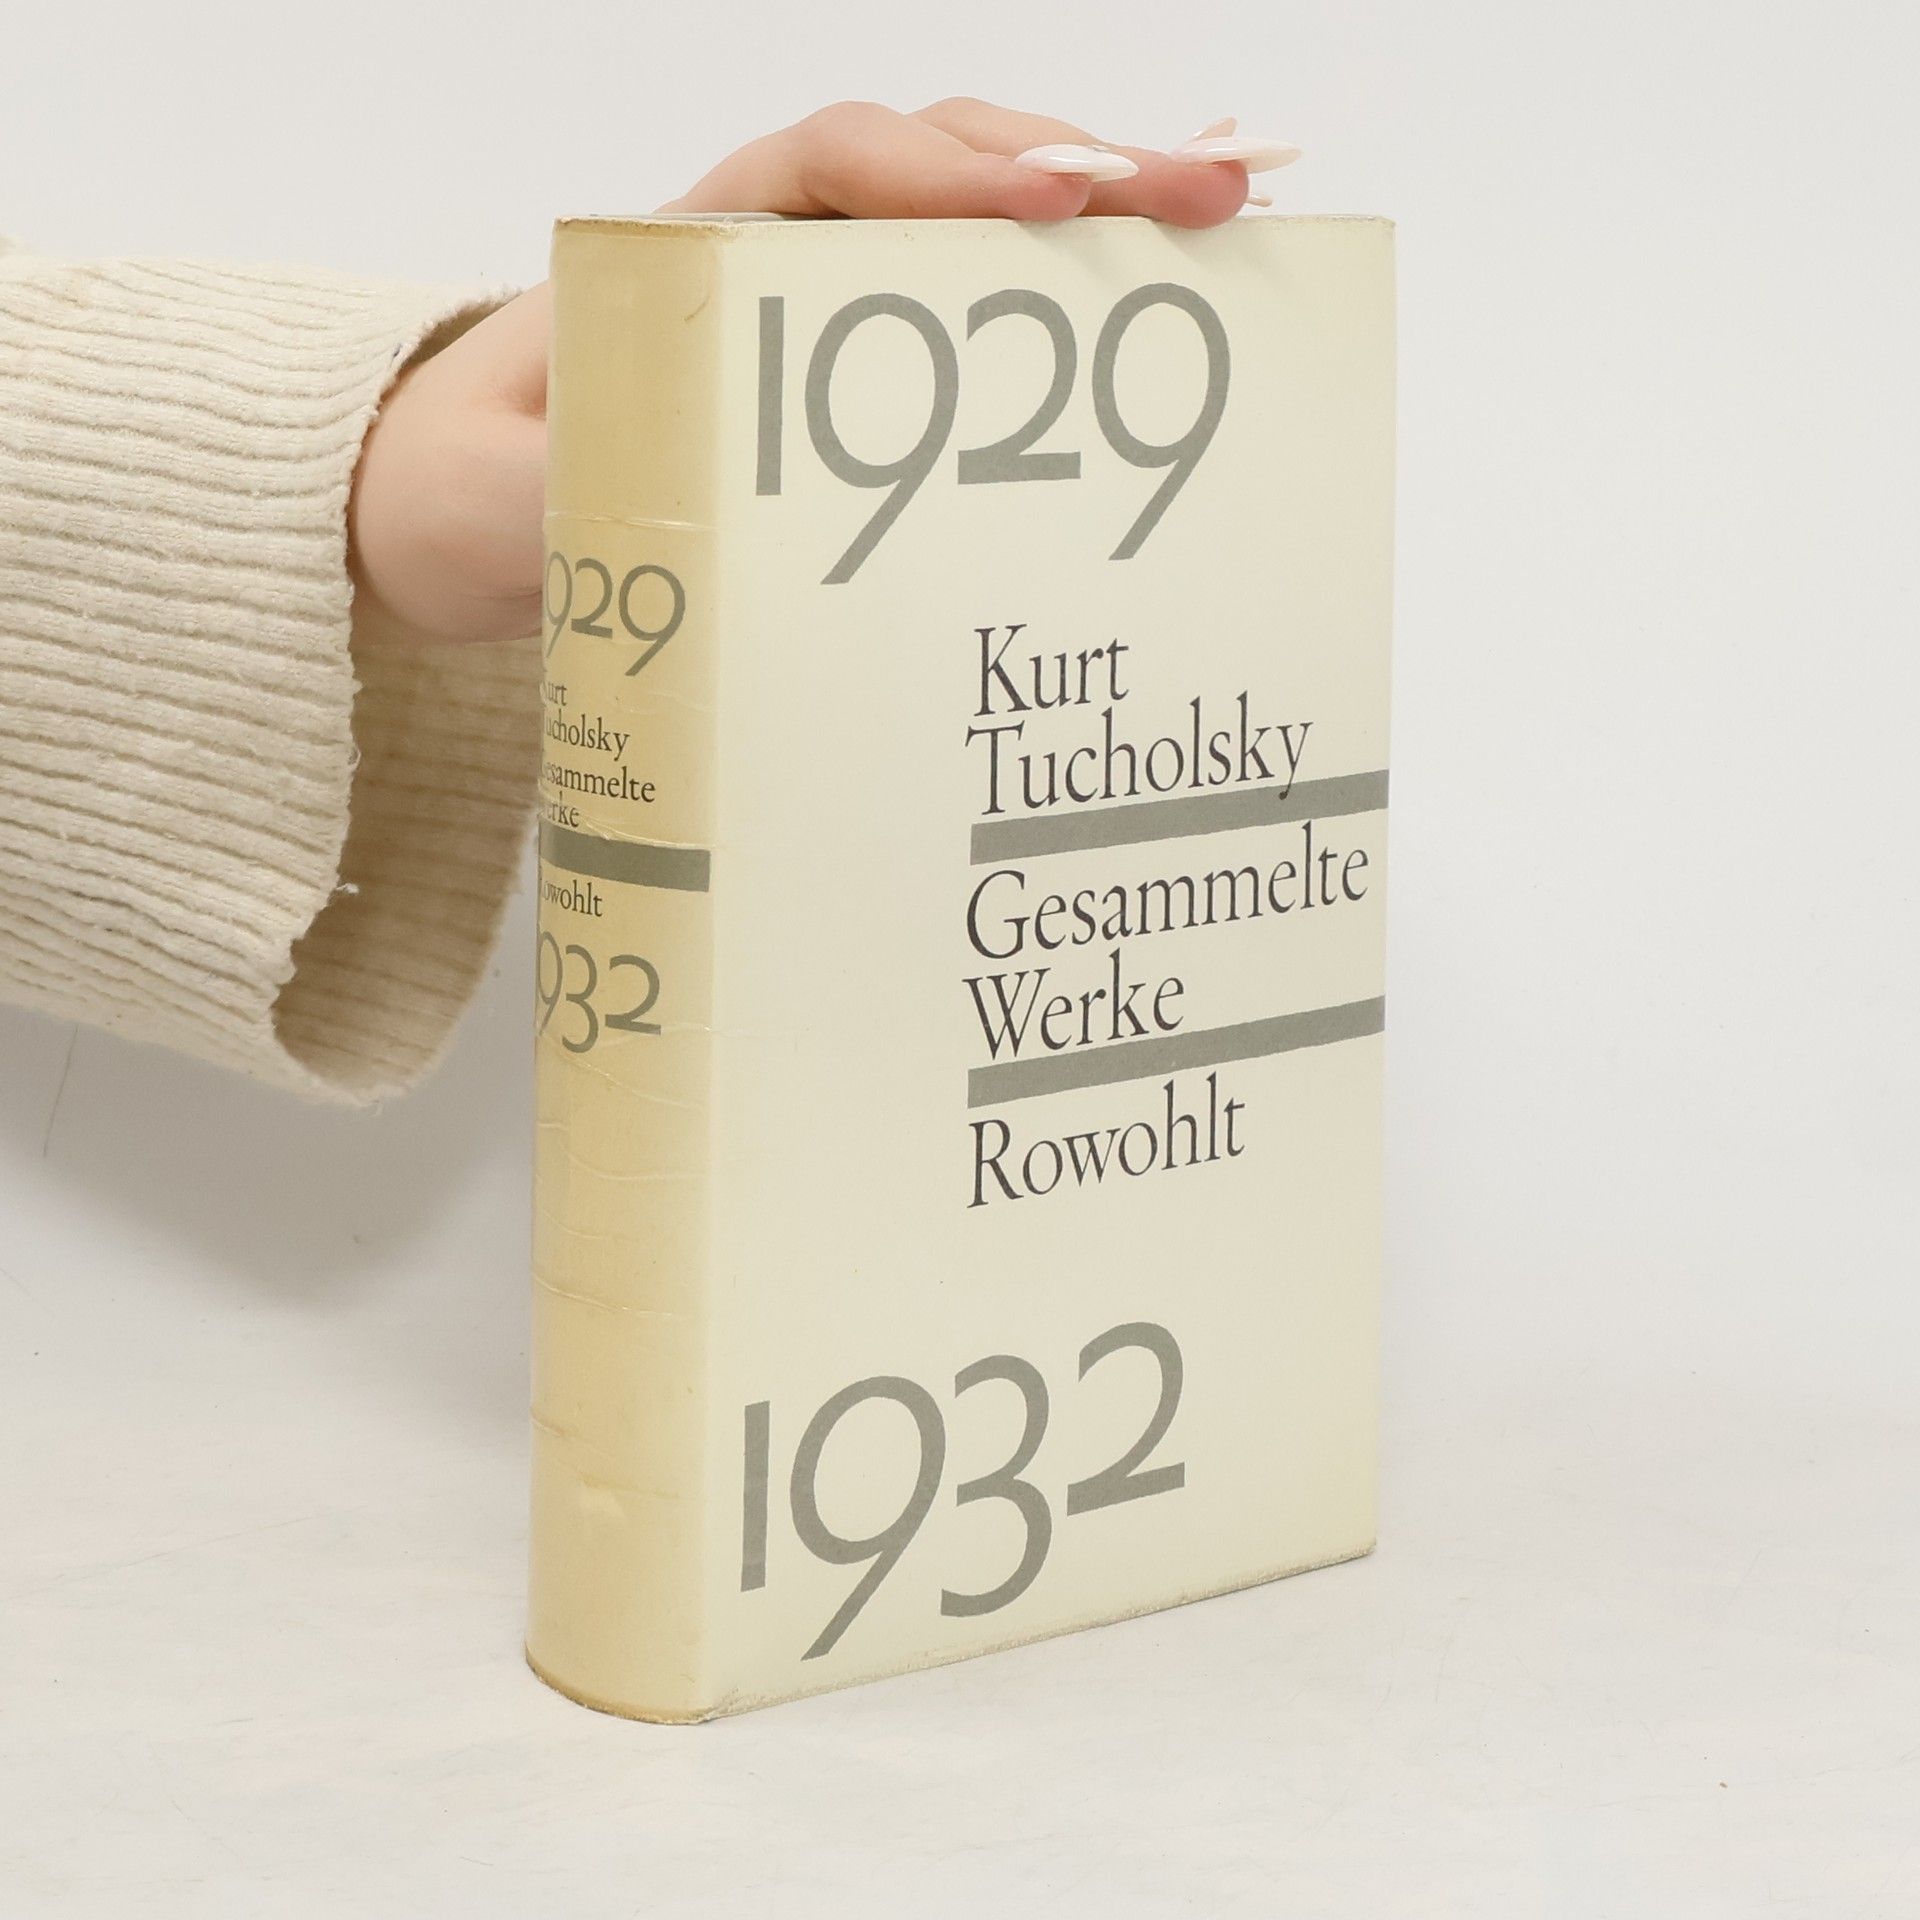 1929
Kurt
Tucholsky
Gesammelte
Werke
Rowohlt
1932
1929
Kurt
Tucholsky
Gesammelte
Werke
Rowohlt
1932